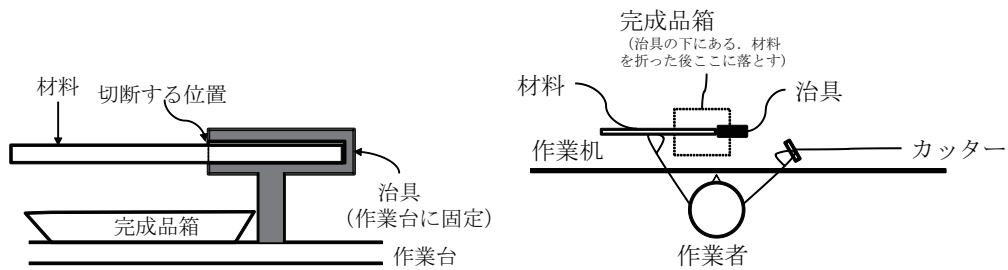 材料
切断する位置
治具
(作業台に固定)
完成品箱
作業台
完成品箱
(治具の下にある.材料
を折った後ここに落とす)
材料
治具
作業机
カッター
作業者